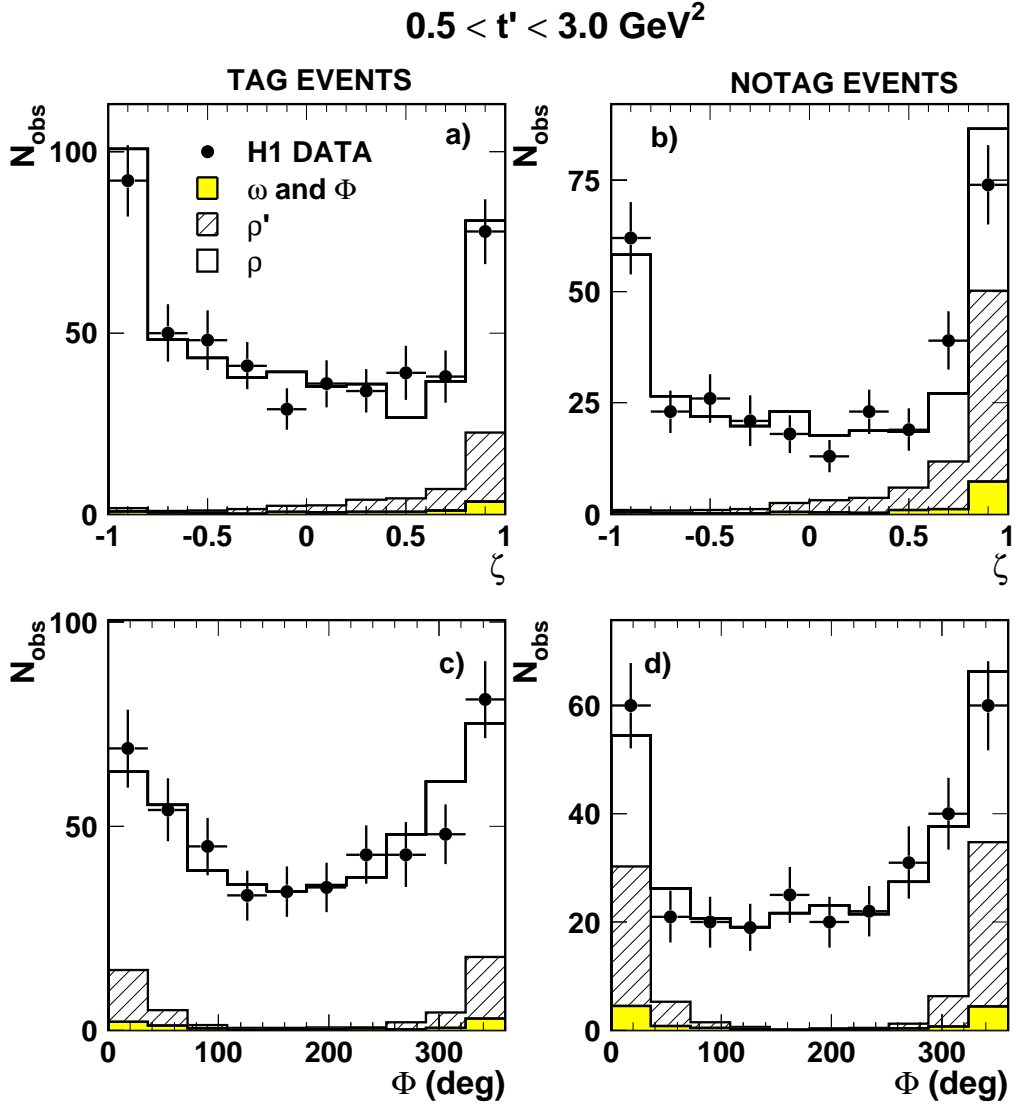 0.5 < t' < 3.0 GeV²
TAG EVENTS
NOTAG EVENTS
N_obs
a)
H1 DATA
ω and Φ
ρ'
ρ
100
50
0
-1 -0.5 0 0.5 1
ζ
N_obs
b)
75
50
25
0
-1 -0.5 0 0.5 1
ζ
N_obs
c)
100
50
0
0 100 200 300
Φ (deg)
N_obs
d)
60
40
20
0
0 100 200 300
Φ (deg)